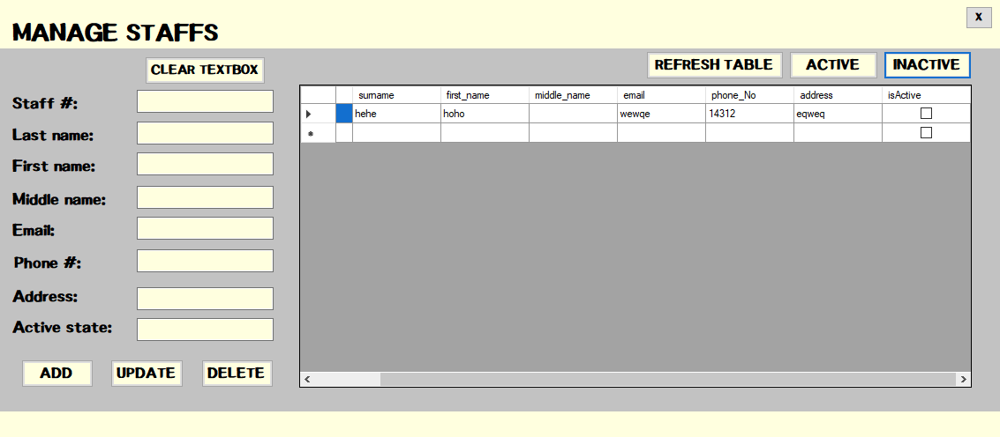 X
MANAGE STAFFS
CLEAR TEXTBOX
REFRESH TABLE ACTIVE INACTIVE
Staff #:
Last name:
First name:
Middle name:
Email:
Phone #:
Address:
Active state:
ADD UPDATE DELETE
surname first_name middle_name email phone_No address isActive
hehe hoho wewqe 14312 eqweq